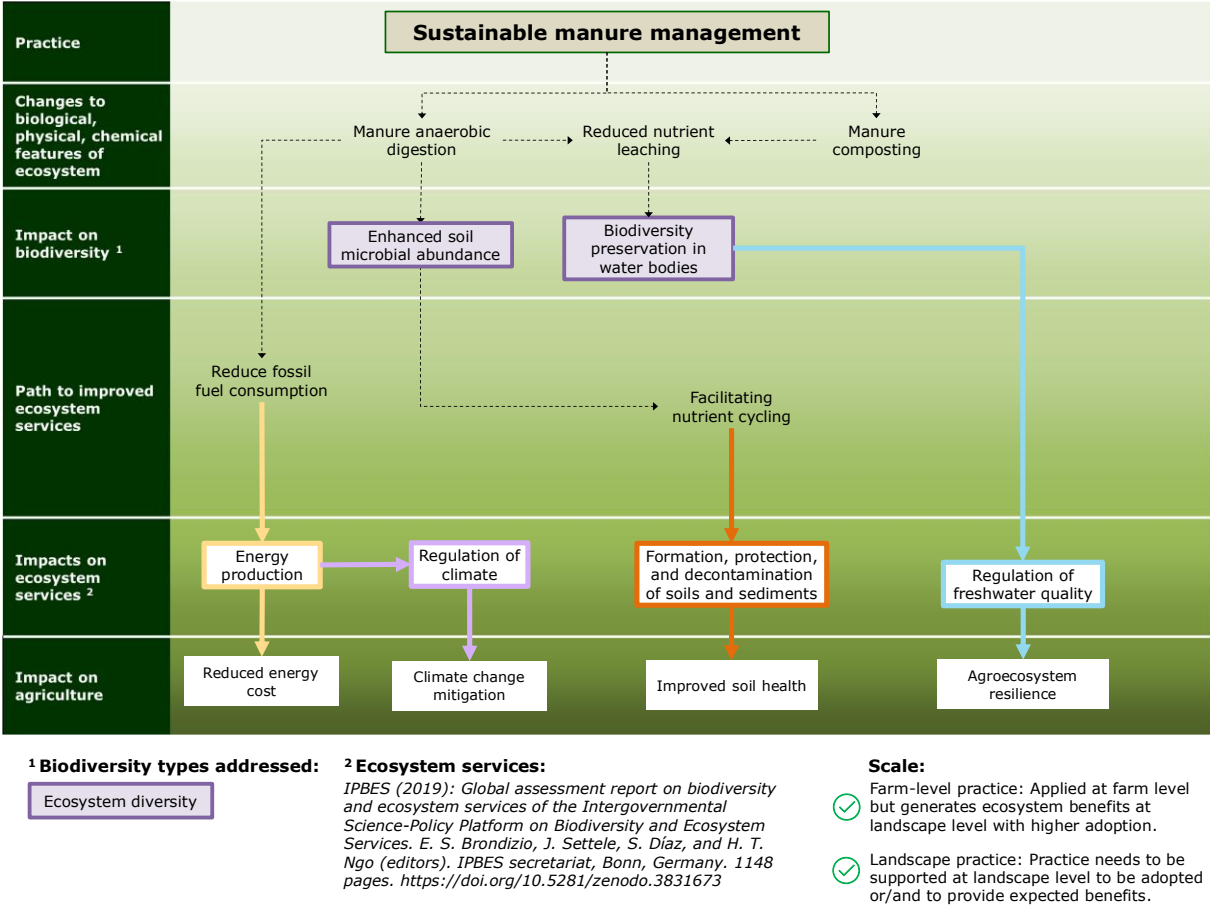 Practice
Sustainable manure management
Changes to
biological,
physical, chemical
features of
ecosystem
Manure anaerobic
digestion
Reduced nutrient
leaching
Manure
composting
Impact on
biodiversity ¹
Enhanced soil
microbial abundance
Biodiversity
preservation in
water bodies
Path to improved
ecosystem
services
Reduce fossil
fuel consumption
Facilitating
nutrient cycling
Impacts on
ecosystem
services ²
Energy
production
Regulation of
climate
Formation, protection,
and decontamination
of soils and sediments
Regulation of
freshwater quality
Impact on
agriculture
Reduced energy
cost
Climate change
mitigation
Improved soil health
Agroecosystem
resilience
¹ Biodiversity types addressed:
Ecosystem diversity
² Ecosystem services:
IPBES (2019): Global assessment report on biodiversity
and ecosystem services of the Intergovernmental
Science-Policy Platform on Biodiversity and Ecosystem
Services. E. S. Brondizio, J. Settele, S. Díaz, and H. T.
Ngo (editors). IPBES secretariat, Bonn, Germany. 1148
pages. https://doi.org/10.5281/zenodo.3831673
Scale:
Farm-level practice: Applied at farm level
but generates ecosystem benefits at
landscape level with higher adoption.
Landscape practice: Practice needs to be
supported at landscape level to be adopted
or/and to provide expected benefits.